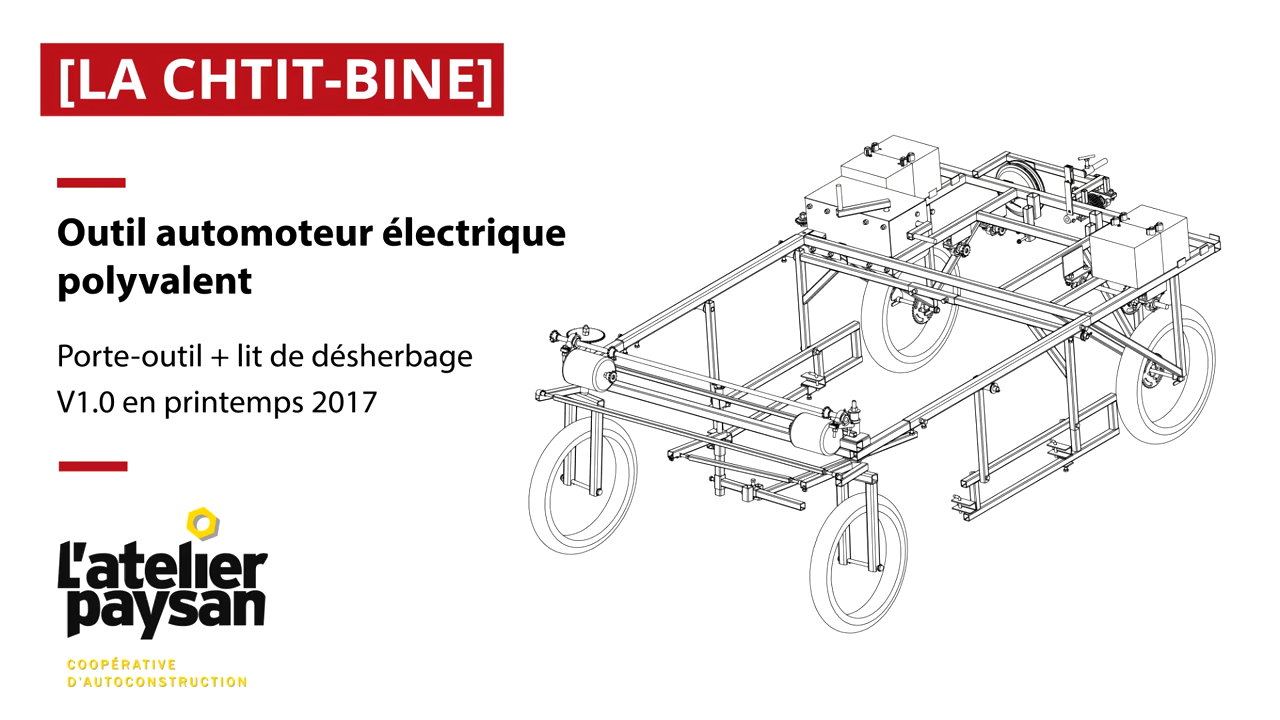 [LA CHTIT-BINE]
Outil automoteur électrique
polyvalent
Porte-outil + lit de désherbage
V1.0 en printemps 2017
L'atelier
paysan
COOPÉRATIVE
D'AUTOCONSTRUCTION